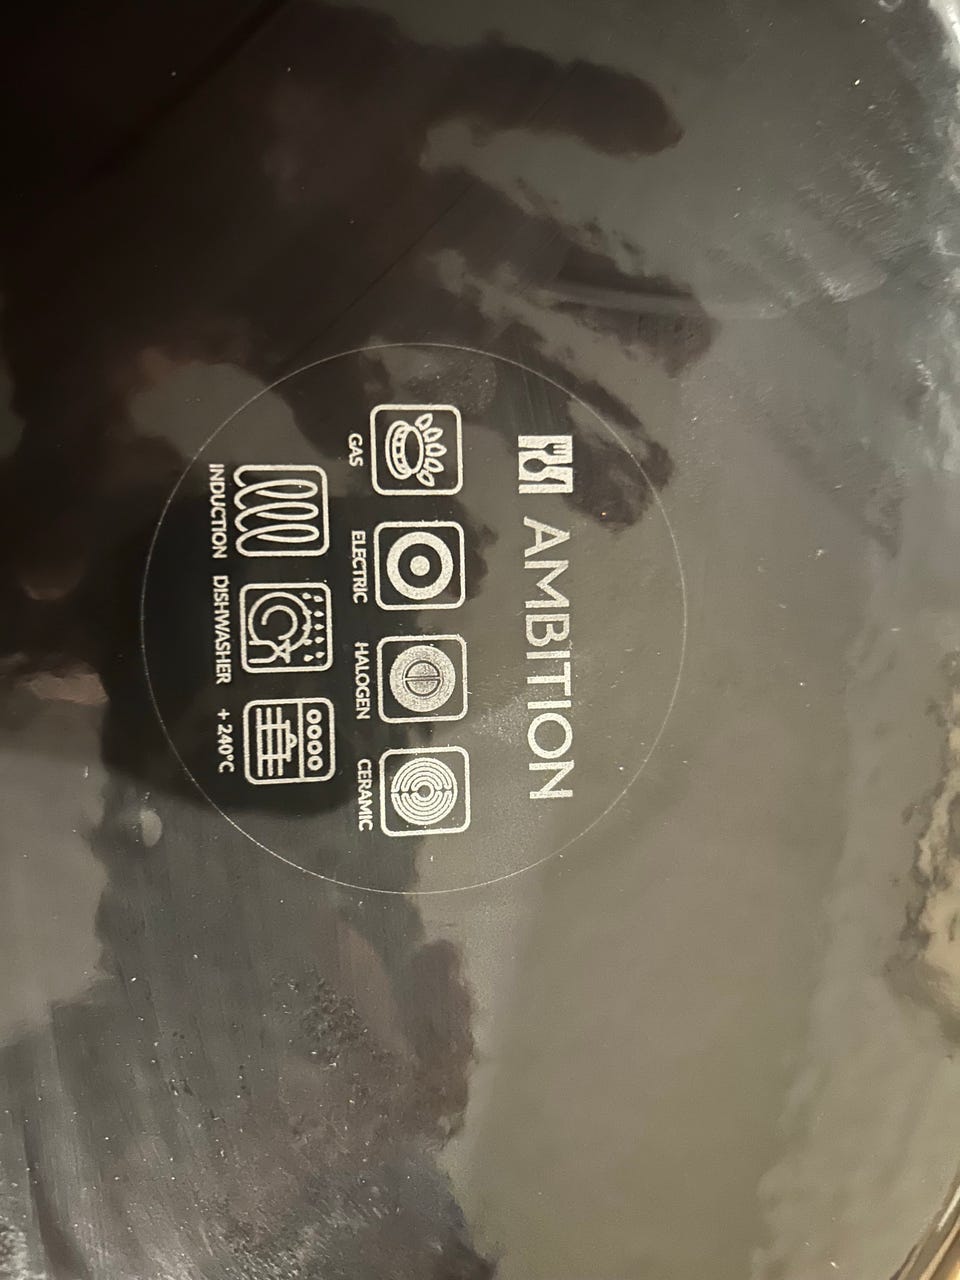 AMBITION
GAS ELECTRIC HALOGEN CERAMIC
INDUCTION DISHWASHER + 240°C